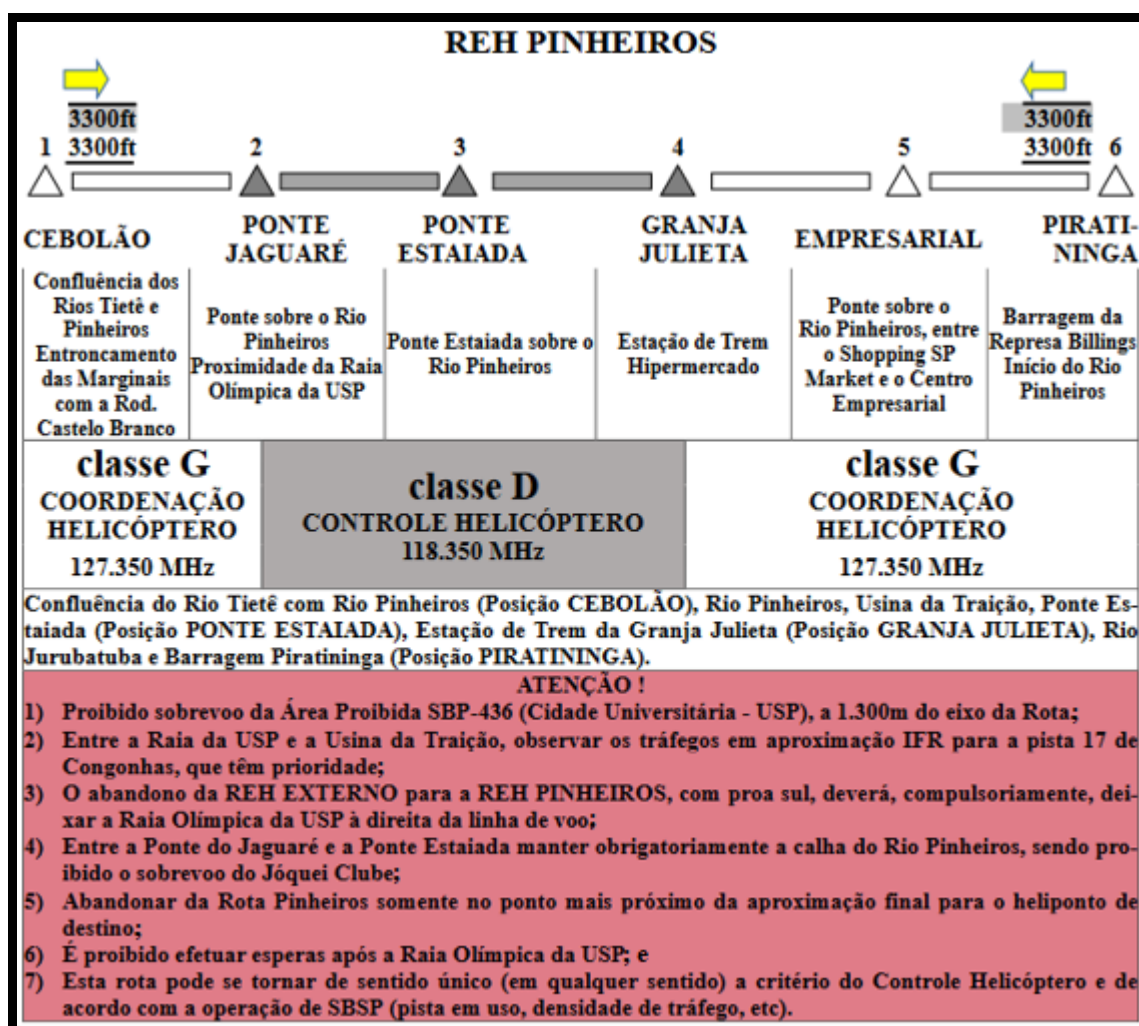 REH PINHEIROS
3300ft 3300ft
1 3300ft 2 3 4 5 3300ft 6
CEBOLÃO
PONTE
JAGUARÉ
PONTE
ESTAIADA
GRANJA
JULIETA
EMPRESARIAL
PIRATI-
NINGA
Confluência dos
Rios Tietê e
Pinheiros
Entroncamento
das Marginais
com a Rod.
Castelo Branco
Ponte sobre o Rio
Pinheiros
Proximidade da Raia
Olímpica da USP
Ponte Estaiada sobre o
Rio Pinheiros
Estação de Trem
Hipermercado
Ponte sobre o
Rio Pinheiros, entre
o Shopping SP
Market e o Centro
Empresarial
Barragem da
Represa Billings
Início do Rio
Pinheiros
classe G
COORDENAÇÃO
HELICÓPTERO
127.350 MHz
classe D
CONTROLE HELICÓPTERO
118.350 MHz
classe G
COORDENAÇÃO
HELICÓPTERO
127.350 MHz
Confluência do Rio Tietê com Rio Pinheiros (Posição CEBOLÃO), Rio Pinheiros, Usina da Traição, Ponte Es-
taiada (Posição PONTE ESTAIADA), Estação de Trem da Granja Julieta (Posição GRANJA JULIETA), Rio
Jurubatuba e Barragem Piratininga (Posição PIRATININGA).
ATENÇÃO !
1) Proibido sobrevoo da Área Proibida SBP-436 (Cidade Universitária - USP), a 1.300m do eixo da Rota;
2) Entre a Raia da USP e a Usina da Traição, observar os tráfegos em aproximação IFR para a pista 17 de
Congonhas, que têm prioridade;
3) O abandono da REH EXTERNO para a REH PINHEIROS, com proa sul, deverá, compulsoriamente, dei-
xar a Raia Olímpica da USP à direita da linha de voo;
4) Entre a Ponte do Jaguaré e a Ponte Estaiada manter obrigatoriamente a calha do Rio Pinheiros, sendo pro-
ibido o sobrevoo do Jóquei Clube;
5) Abandonar da Rota Pinheiros somente no ponto mais próximo da aproximação final para o heliponto de
destino;
6) É proibido efetuar esperas após a Raia Olímpica da USP; e
7) Esta rota pode se tornar de sentido único (em qualquer sentido) a critério do Controle Helicóptero e de
acordo com a operação de SBSP (pista em uso, densidade de tráfego, etc).